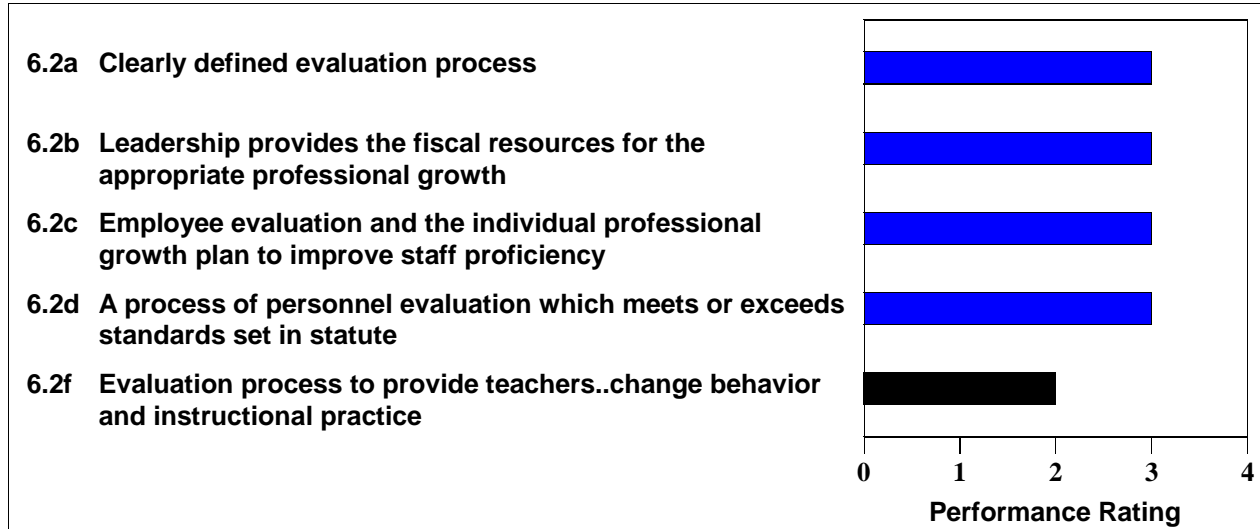 6.2a Clearly defined evaluation process
6.2b Leadership provides the fiscal resources for the
appropriate professional growth
6.2c Employee evaluation and the individual professional
growth plan to improve staff proficiency
6.2d A process of personnel evaluation which meets or exceeds
standards set in statute
6.2f Evaluation process to provide teachers..change behavior
and instructional practice
0 1 2 3 4
Performance Rating